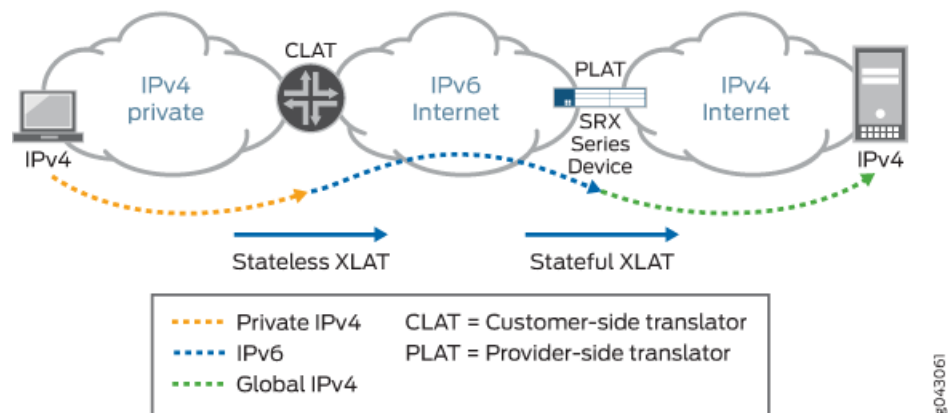 CLAT
IPv4
private
IPv6
Internet
PLAT
IPv4
Internet
IPv4
SRX
Series
Device
IPv4
Stateless XLAT
Stateful XLAT
Private IPv4
CLAT = Customer-side translator
IPv6
PLAT = Provider-side translator
Global IPv4
g043061